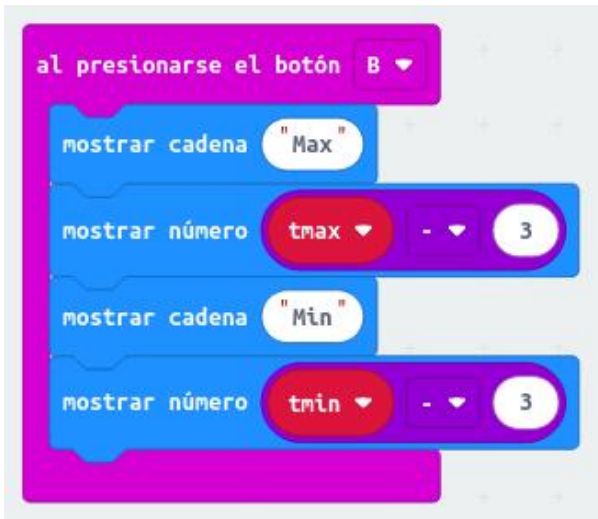 al presionarse el botón B
mostrar cadena "Max"
mostrar número tmax - 3
mostrar cadena "Min"
mostrar número tmin - 3